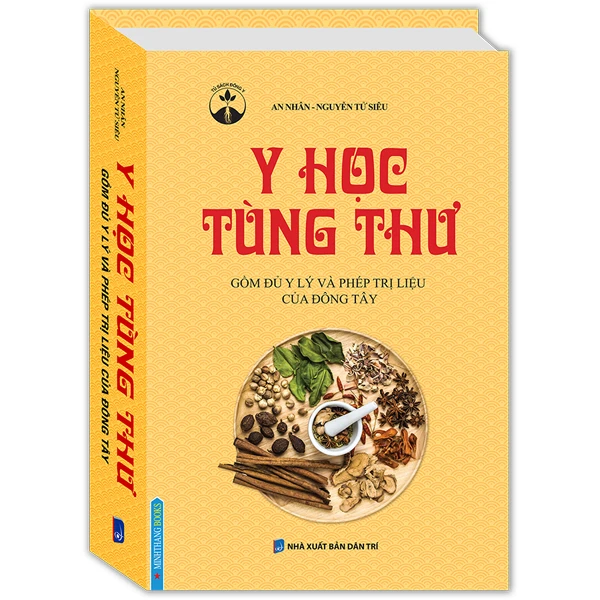 TỦ SÁCH ĐÔNG Y
AN NHÂN - NGUYỄN TỬ SIÊU
Y HỌC
TÙNG THƯ
GỒM ĐỦ Y LÝ VÀ PHÉP TRỊ LIỆU
CỦA ĐÔNG TÂY
NHÀ XUẤT BẢN DÂN TRÍ
AN NHÂN
NGUYỄN TỬ SIÊU
Y HỌC TÙNG THƯ
GỒM ĐỦ Y LÝ VÀ PHÉP TRỊ LIỆU CỦA ĐÔNG TÂY
MINHTHANG BOOKS